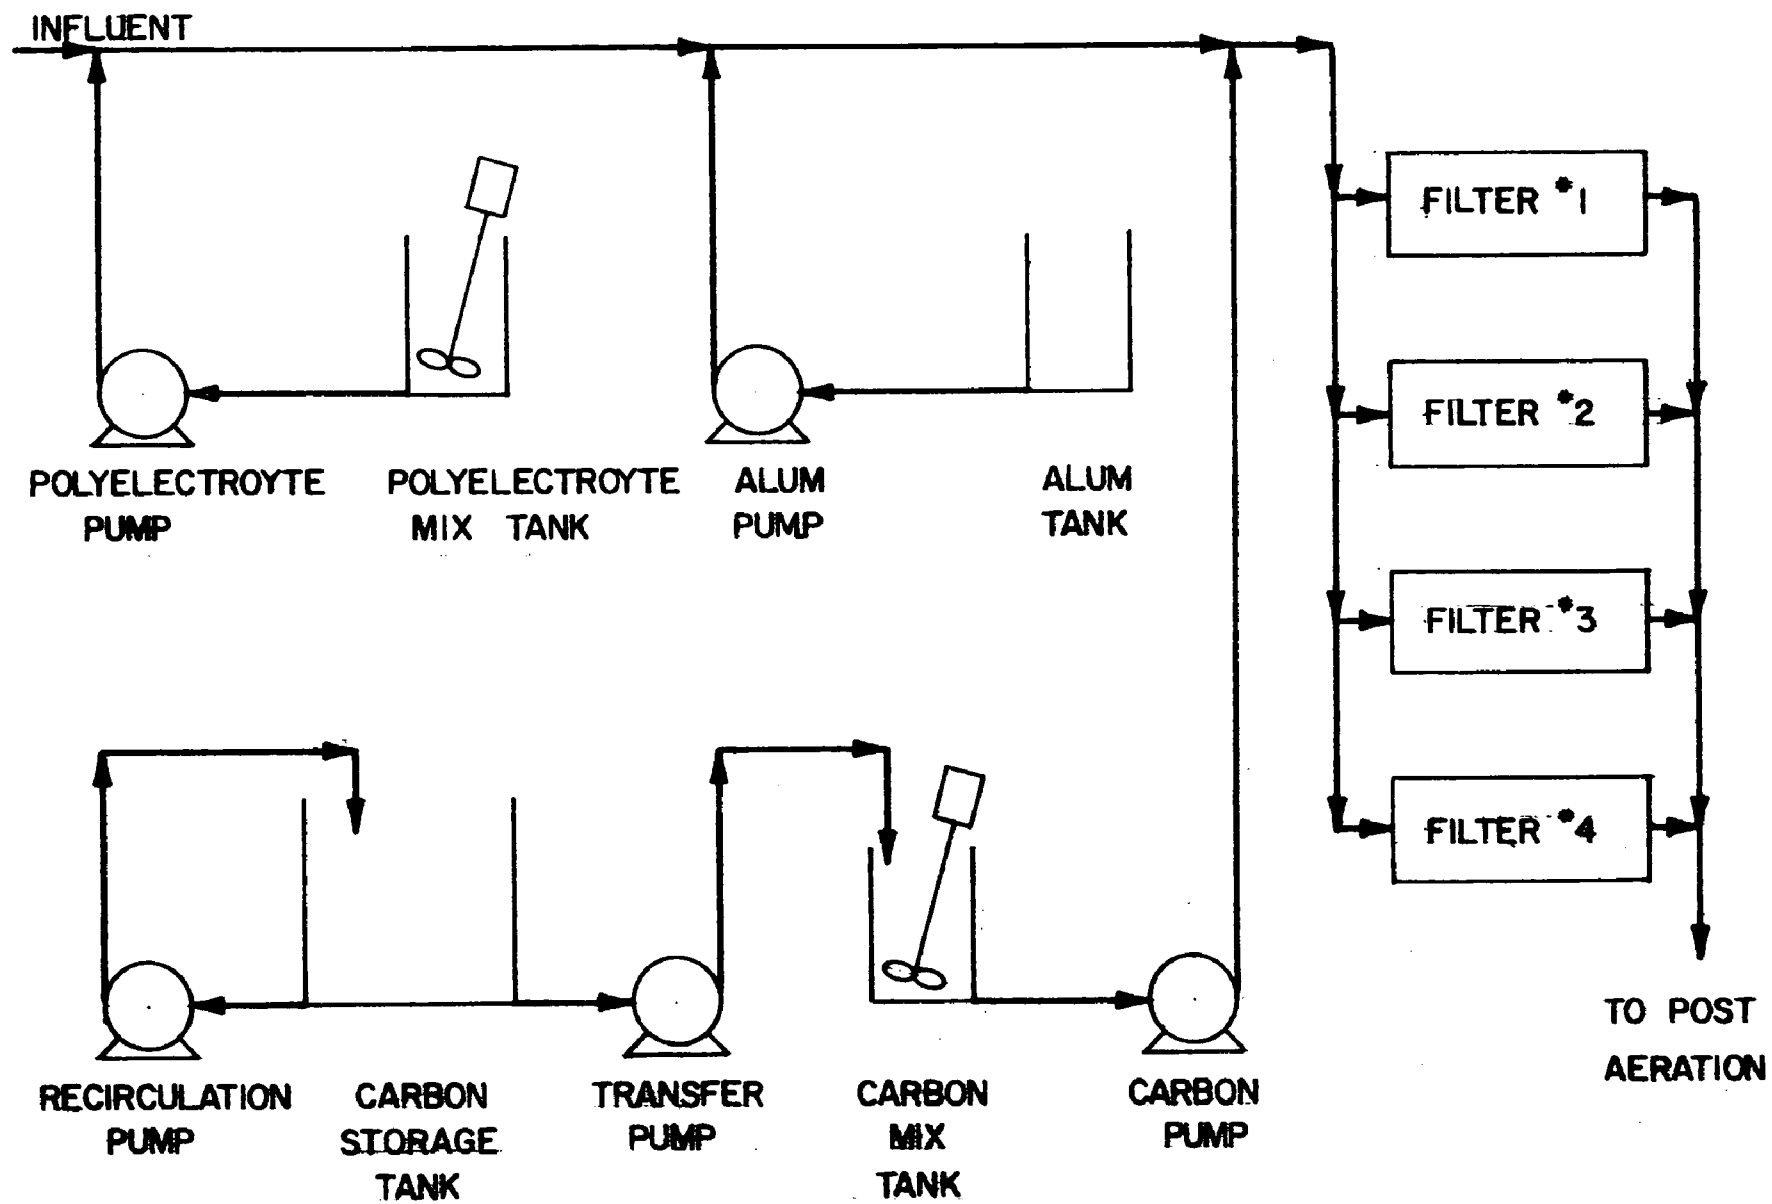 INFLUENT
FILTER #1
FILTER #2
FILTER #3
FILTER #4
POLYELECTROYTE
PUMP
POLYELECTROYTE
MIX TANK
ALUM
PUMP
ALUM
TANK
RECIRCULATION
PUMP
CARBON
STORAGE
TANK
TRANSFER
PUMP
CARBON
MIX
TANK
CARBON
PUMP
TO POST
AERATION